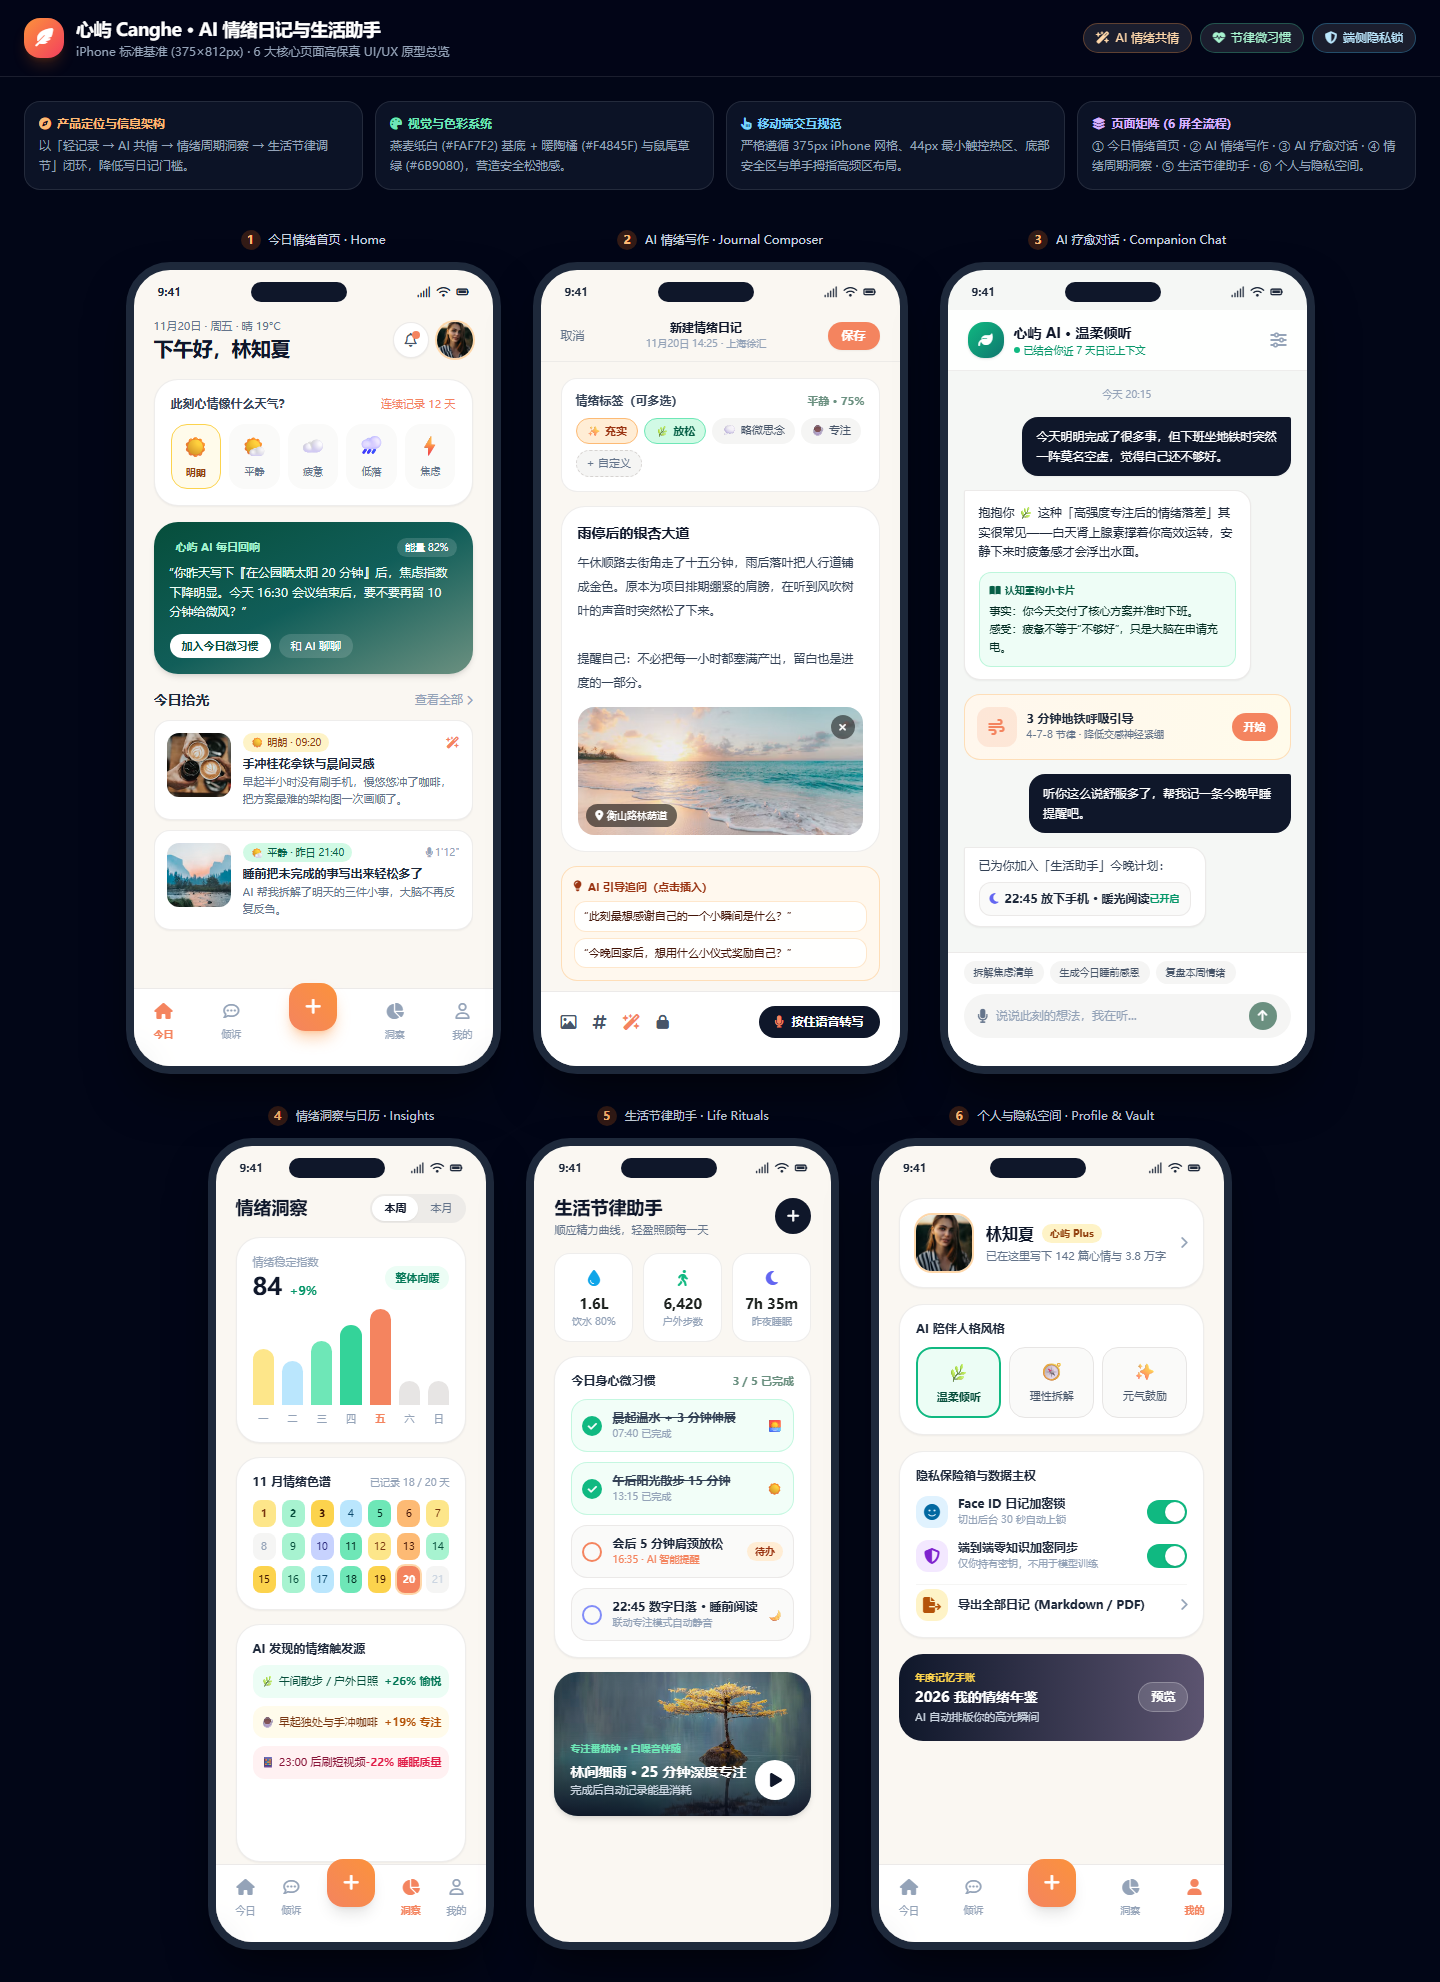 心屿 Canghe • AI 情绪日记与生活助手
iPhone 标准基准 (375×812px) · 6 大核心页面高保真 UI/UX 原型总览
AI 情绪共情
节律微习惯
端侧隐私锁
产品定位与信息架构
以「轻记录 → AI 共情 → 情绪周期洞察 → 生活节律调
节」闭环，降低写日记门槛。
视觉与色彩系统
燕麦纸白 (#FAF7F2) 基底 + 暖陶橘 (#F4845F) 与鼠尾草
绿 (#6B9080)，营造安全松弛感。
移动端交互规范
严格遵循 375px iPhone 网格、44px 最小触控热区、底部
安全区与单手拇指高频区布局。
页面矩阵 (6 屏全流程)
① 今日情绪首页 · ② AI 情绪写作 · ③ AI 疗愈对话 · ④ 情
绪周期洞察 · ⑤ 生活节律助手 · ⑥ 个人与隐私空间。
1 今日情绪首页 · Home
9:41
11月20日 · 周五 · 晴 19°C
下午好，林知夏
此刻心情像什么天气？
连续记录 12 天
明朗
平静
疲惫
低落
焦虑
心屿 AI 每日回响
能量 82%
“你昨天写下『在公园晒太阳 20 分钟』后，焦虑指数
下降明显。今天 16:30 会议结束后，要不要再留 10
分钟给微风？”
加入今日微习惯
和 AI 聊聊
今日拾光
查看全部
明朗 · 09:20
手冲桂花拿铁与晨间灵感
早起半小时没有刷手机，慢悠悠冲了咖啡，
把方案最难的架构图一次画顺了。
平静 · 昨日 21:40
1'12"
睡前把未完成的事写出来轻松多了
AI 帮我拆解了明天的三件小事，大脑不再反
复反刍。
今日
倾诉
洞察
我的
2 AI 情绪写作 · Journal Composer
9:41
取消
新建情绪日记
11月20日 14:25 · 上海徐汇
保存
情绪标签（可多选）
平静 • 75%
充实
放松
略微思念
专注
+ 自定义
雨停后的银杏大道
午休顺路去街角走了十五分钟，雨后落叶把人行道铺
成金色。原本为项目排期绷紧的肩膀，在听到风吹树
叶的声音时突然松了下来。
提醒自己：不必把每一小时都塞满产出，留白也是进
度的一部分。
衡山路林荫道
AI 引导追问（点击插入）
“此刻最想感谢自己的一个小瞬间是什么？”
“今晚回家后，想用什么小仪式奖励自己？”
按住语音转写
3 AI 疗愈对话 · Companion Chat
9:41
心屿 AI • 温柔倾听
已结合你近 7 天日记上下文
今天 20:15
今天明明完成了很多事，但下班坐地铁时突然
一阵莫名空虚，觉得自己还不够好。
抱抱你 🌿 这种「高强度专注后的情绪落差」其
实很常见——白天肾上腺素撑着你高效运转，安
静下来时疲惫感才会浮出水面。
认知重构小卡片
事实：你今天交付了核心方案并准时下班。
感受：疲惫不等于“不够好”，只是大脑在申请充
电。
3 分钟地铁呼吸引导
4-7-8 节律 · 降低交感神经紧绷
开始
听你这么说舒服多了，帮我记一条今晚早睡
提醒吧。
已为你加入「生活助手」今晚计划：
22:45 放下手机 • 暖光阅读
已开启
拆解焦虑清单
生成今日睡前感恩
复盘本周情绪
说说此刻的想法，我在听...
4 情绪洞察与日历 · Insights
9:41
情绪洞察
本周
本月
情绪稳定指数
84 +9%
整体向暖
一 二 三 四 五 六 日
11 月情绪色谱
已记录 18 / 20 天
1 2 3 4 5 6 7
8 9 10 11 12 13 14
15 16 17 18 19 20 21
AI 发现的情绪触发源
午间散步 / 户外日照 +26% 愉悦
早起独处与手冲咖啡 +19% 专注
23:00 后刷短视频 -22% 睡眠质量
今日
倾诉
洞察
我的
5 生活节律助手 · Life Rituals
9:41
生活节律助手
顺应精力曲线，轻盈照顾每一天
1.6L
饮水 80%
6,420
户外步数
7h 35m
昨夜睡眠
今日身心微习惯
3 / 5 已完成
晨起温水 + 3 分钟伸展
07:40 已完成
午后阳光散步 15 分钟
13:15 已完成
会后 5 分钟肩颈放松
16:35 · AI 智能提醒
待办
22:45 数字日落 • 睡前阅读
联动专注模式自动静音
专注番茄钟 • 白噪音伴随
林间细雨 • 25 分钟深度专注
完成后自动记录能量消耗
6 个人与隐私空间 · Profile & Vault
9:41
林知夏
心屿 Plus
已在这里写下 142 篇心情与 3.8 万字
AI 陪伴人格风格
温柔倾听
理性拆解
元气鼓励
隐私保险箱与数据主权
Face ID 日记加密锁
切出后台 30 秒自动上锁
端到端零知识加密同步
仅你持有密钥，不用于模型训练
导出全部日记 (Markdown / PDF)
年度记忆手账
2026 我的情绪年鉴
AI 自动排版你的高光瞬间
预览
今日
倾诉
洞察
我的